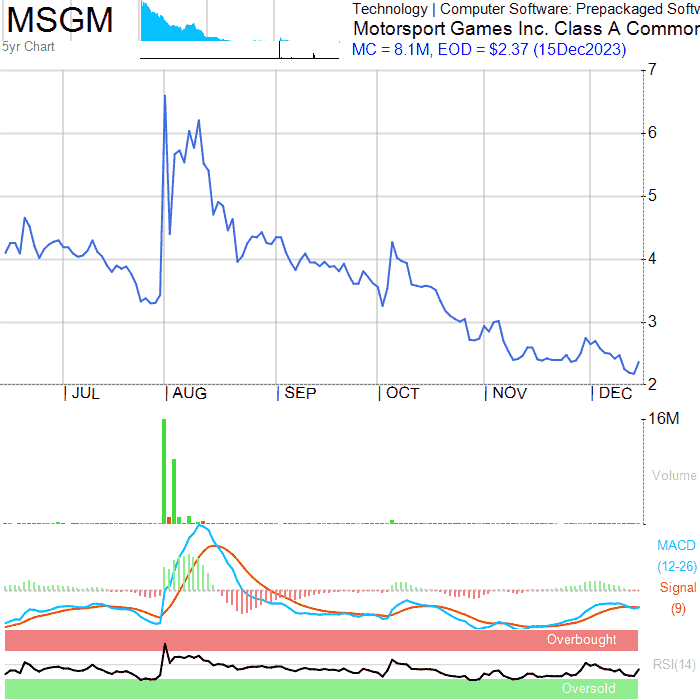 MSGM
5yr Chart
Technology | Computer Software: Prepackaged Softw
Motorsport Games Inc. Class A Common
MC = 8.1M, EOD = $2.37 (15Dec2023)
7
6
5
4
3
2
| JUL | AUG | SEP | OCT | NOV | DEC
16M
Volume
MACD
(12-26)
Signal
(9)
Overbought
RSI(14)
Oversold